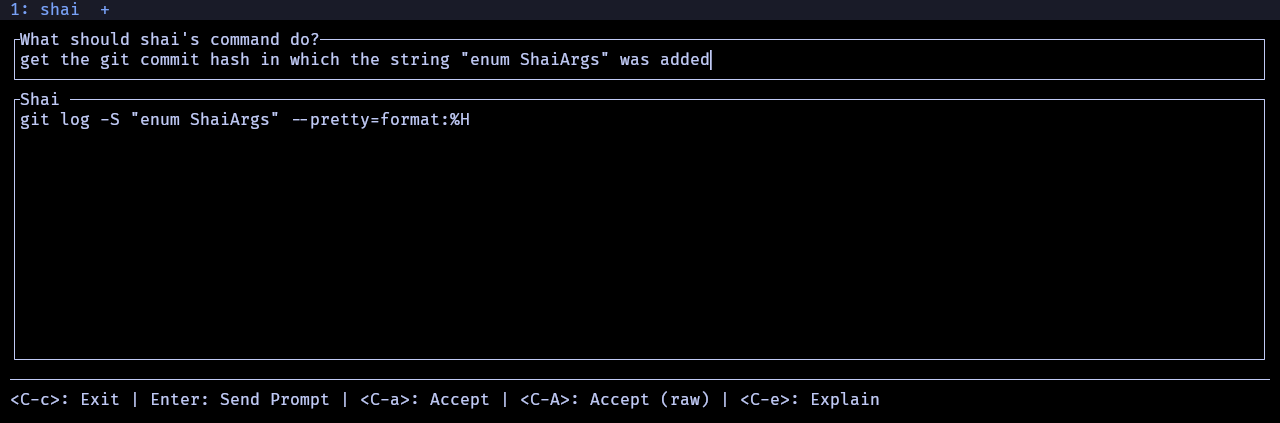 1: shai +
What should shai's command do?
get the git commit hash in which the string "enum ShaiArgs" was added
Shai
git log -S "enum ShaiArgs" --pretty=format:%H
<C-c>: Exit | Enter: Send Prompt | <C-a>: Accept | <C-A>: Accept (raw) | <C-e>: Explain